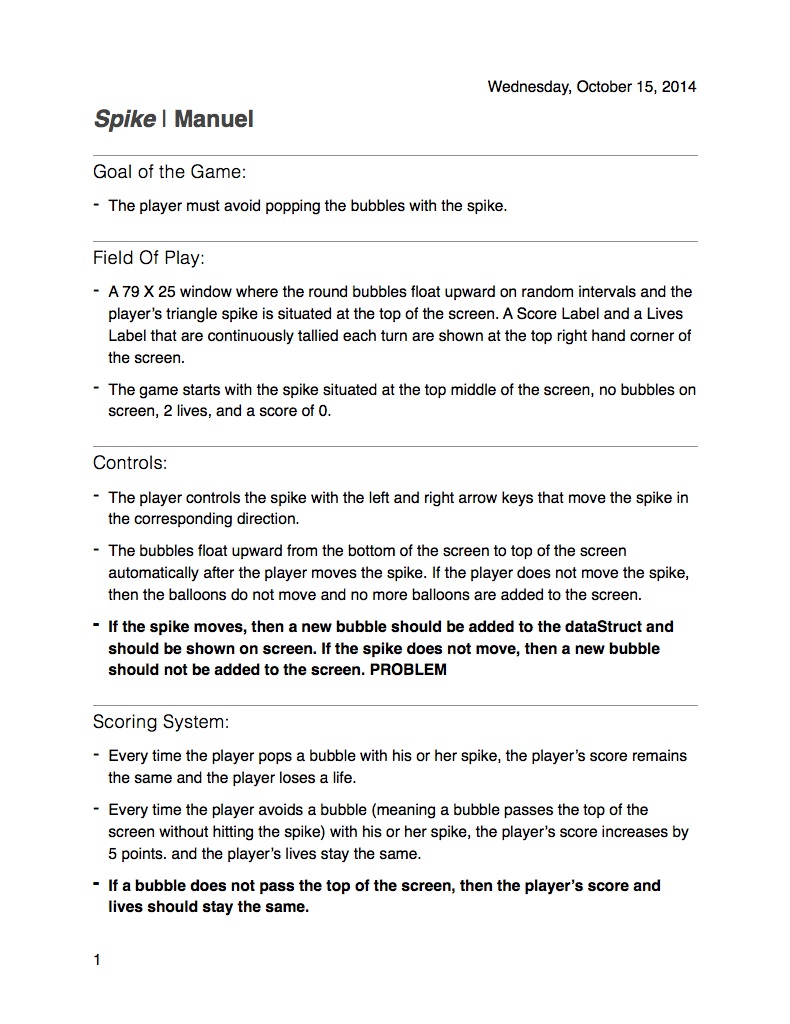 Wednesday, October 15, 2014
Spike | Manuel
Goal of the Game:
- The player must avoid popping the bubbles with the spike.
Field Of Play:
- A 79 X 25 window where the round bubbles float upward on random intervals and the
player’s triangle spike is situated at the top of the screen. A Score Label and a Lives
Label that are continuously tallied each turn are shown at the top right hand corner of
the screen.
- The game starts with the spike situated at the top middle of the screen, no bubbles on
screen, 2 lives, and a score of 0.
Controls:
- The player controls the spike with the left and right arrow keys that move the spike in
the corresponding direction.
- The bubbles float upward from the bottom of the screen to top of the screen
automatically after the player moves the spike. If the player does not move the spike,
then the balloons do not move and no more balloons are added to the screen.
- If the spike moves, then a new bubble should be added to the dataStruct and
should be shown on screen. If the spike does not move, then a new bubble
should not be added to the screen. PROBLEM
Scoring System:
- Every time the player pops a bubble with his or her spike, the player’s score remains
the same and the player loses a life.
- Every time the player avoids a bubble (meaning a bubble passes the top of the
screen without hitting the spike) with his or her spike, the player’s score increases by
5 points. and the player’s lives stay the same.
- If a bubble does not pass the top of the screen, then the player’s score and
lives should stay the same.
1